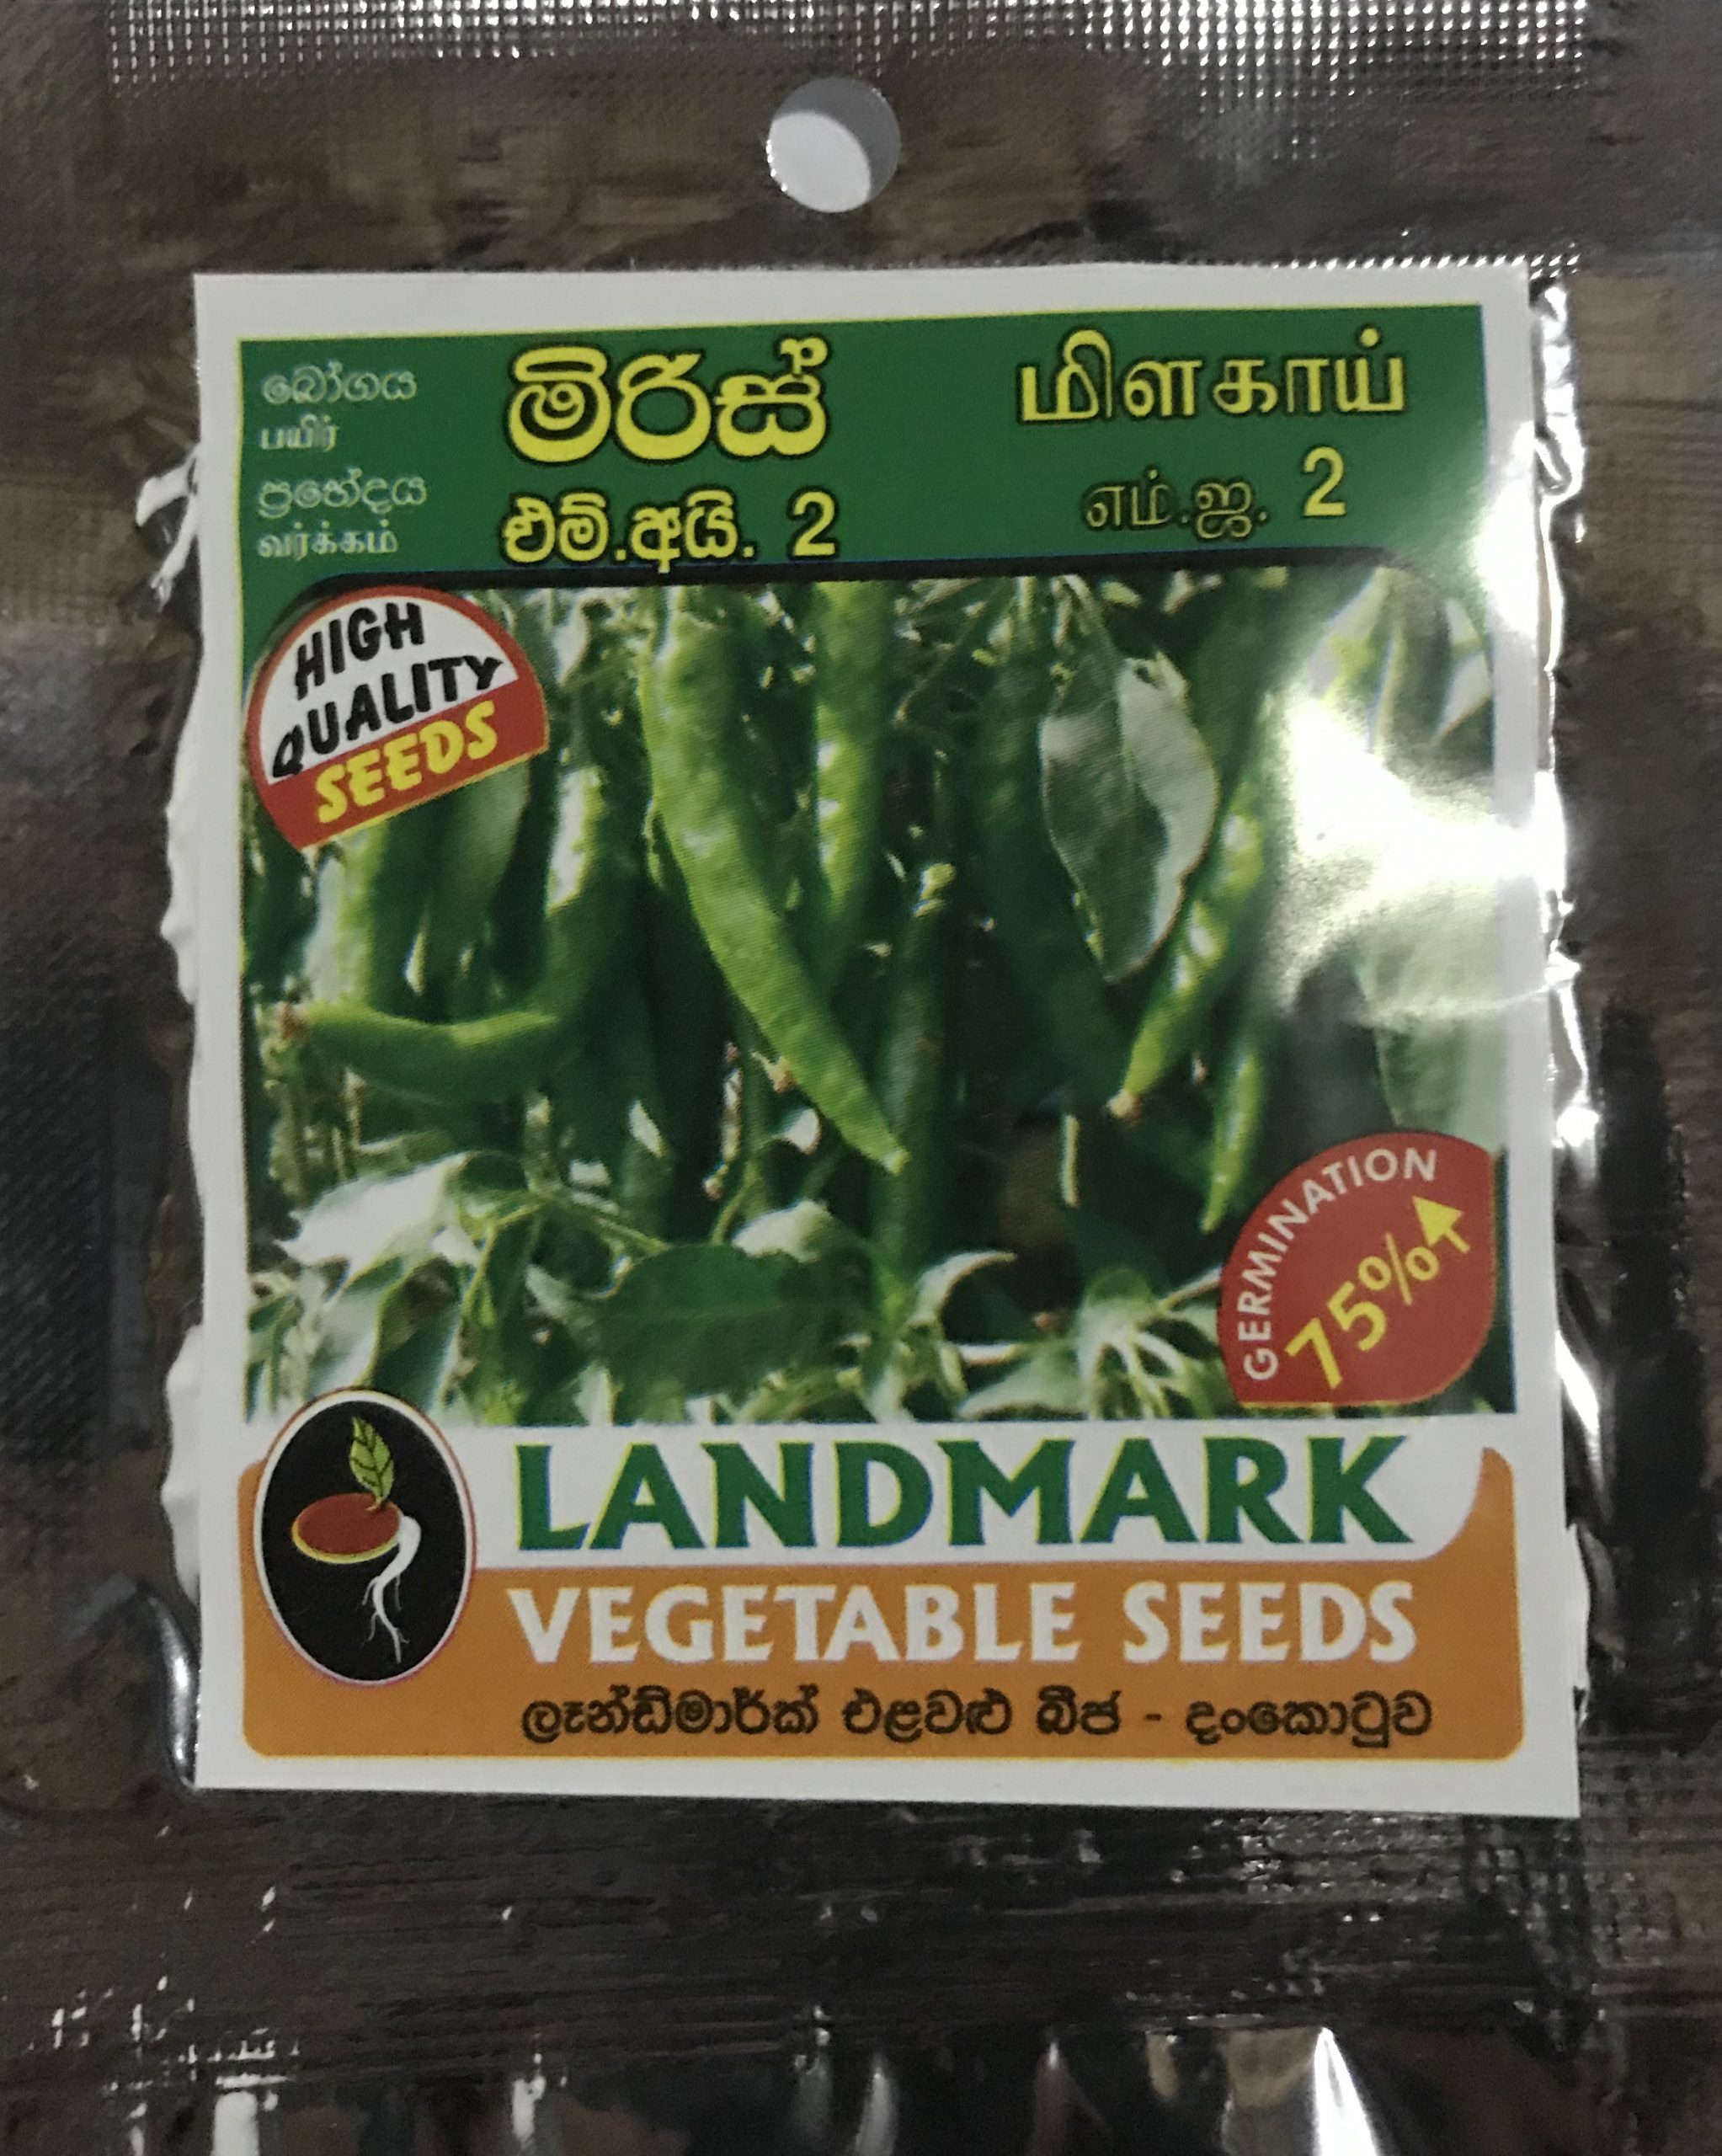 බෝගය
பயிர்
ප්‍රභේදය
வர்க்கம்
මිරිස්
එම්.අයි. 2
மிளகாய்
எம்.ஐ. 2
HIGH
QUALITY
SEEDS
GERMINATION
75%
LANDMARK
VEGETABLE SEEDS
ලෑන්ඩ්මාර්ක් එළවළු බීජ - දංකොටුව